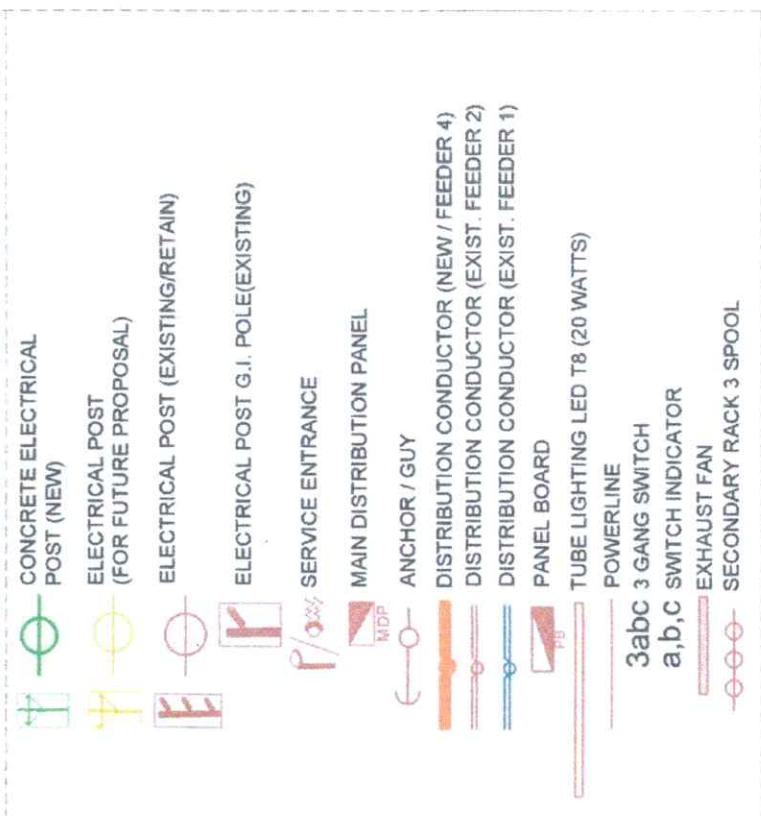 CONCRETE ELECTRICAL
POST (NEW)
ELECTRICAL POST
(FOR FUTURE PROPOSAL)
ELECTRICAL POST (EXISTING/RETAIN)
ELECTRICAL POST G.I. POLE(EXISTING)
SERVICE ENTRANCE
MDP
MAIN DISTRIBUTION PANEL
ANCHOR / GUY
DISTRIBUTION CONDUCTOR (NEW / FEEDER 4)
DISTRIBUTION CONDUCTOR (EXIST. FEEDER 2)
DISTRIBUTION CONDUCTOR (EXIST. FEEDER 1)
PB
PANEL BOARD
TUBE LIGHTING LED T8 (20 WATTS)
POWERLINE
3abc 3 GANG SWITCH
a,b,c SWITCH INDICATOR
EXHAUST FAN
SECONDARY RACK 3 SPOOL